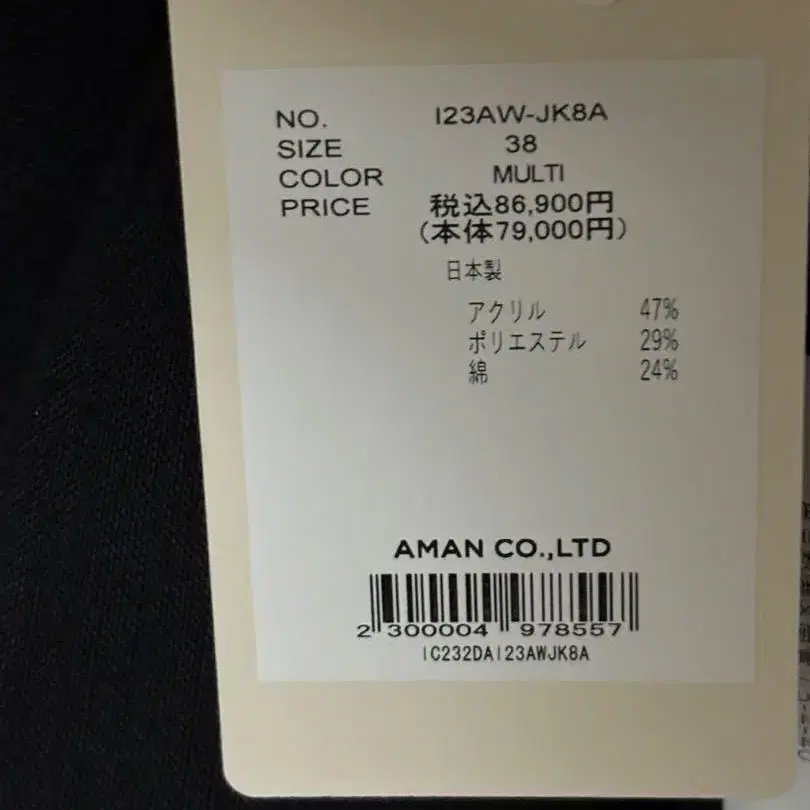 NO. I23AW-JK8A
SIZE 38
COLOR MULTI
PRICE 税込86,900円
(本体79,000円)
日本製
アクリル 47%
ポリエステル 29%
綿 24%
AMAN CO.,LTD
2 300004 978557
IC232DAI23AWJK8A